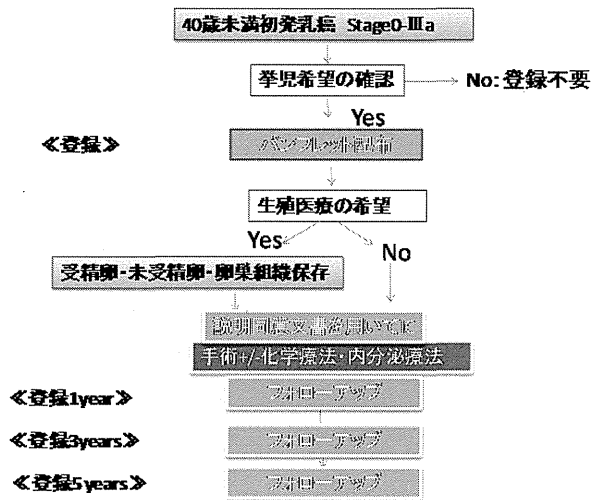 40歳未満初発乳癌 Stage0-Ⅲa
挙児希望の確認
No: 登録不要
Yes
≪登録≫
パンフレット配布
生殖医療の希望
Yes
No
受精卵・未受精卵・卵巣組織保存
説明同意文書を用いてIC
手術+/-化学療法・内分泌療法
≪登録1year≫
フォローアップ
≪登録3years≫
フォローアップ
≪登録5years≫
フォローアップ